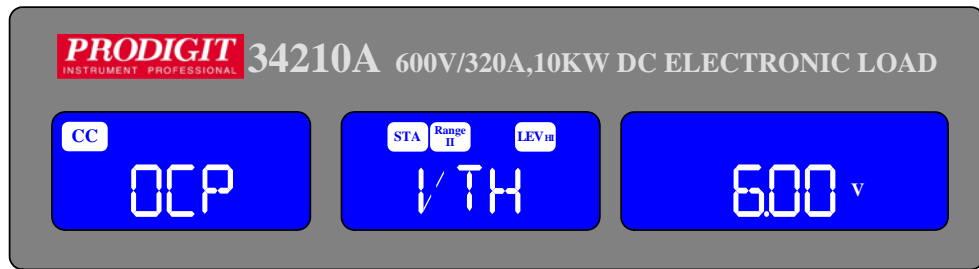 PRODIGIT
INSTRUMENT PROFESSIONAL
34210A 600V/320A,10KW DC ELECTRONIC LOAD
CC
OCP
STA Range II LEV HI
VTH
6.00 V